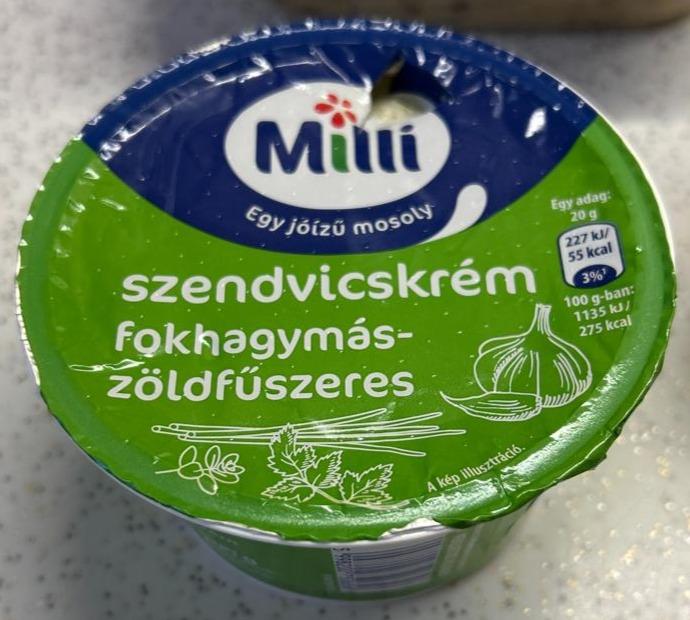 Milli
Egy jóízű mosoly
szendvicskrém
fokhagymás-
zöldfűszeres
Egy adag:
20 g
227 kJ/
55 kcal
3%¹
100 g-ban:
1135 kJ /
275 kcal
A kép illusztráció.